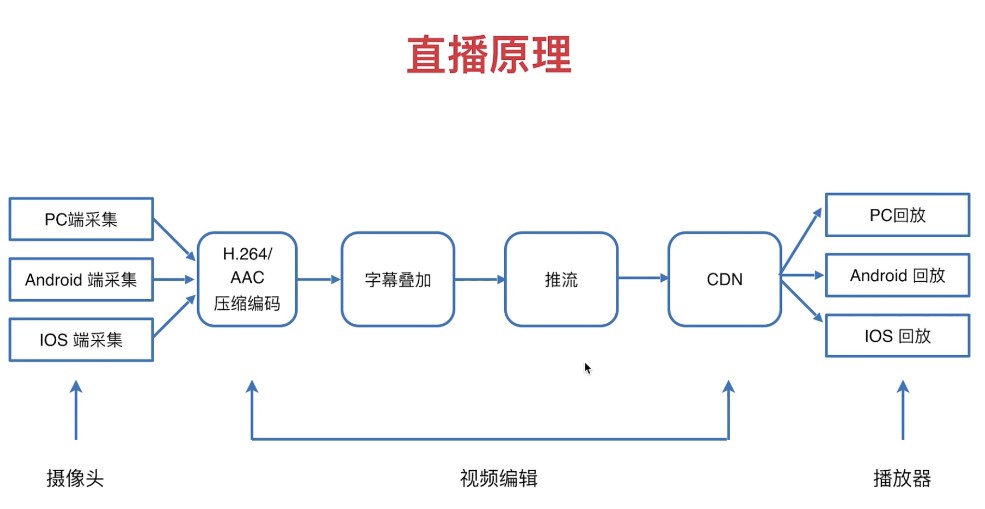 直播原理
PC端采集
Android 端采集
IOS 端采集
H.264/
AAC
压缩编码
字幕叠加
推流
CDN
PC回放
Android 回放
IOS 回放
摄像头
视频编辑
播放器